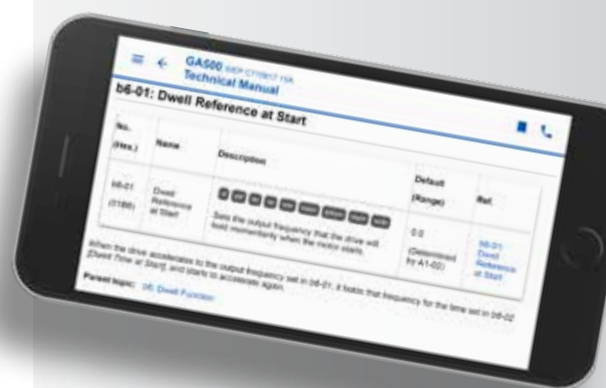 GA500
Technical Manual
b6-01: Dwell Reference at Start
No.
(Hex.)
Name
Description
Default
(Range)
Ref.
b6-01
Dwell
Reference
at Start
Sets the output frequency that the drive will
hold momentarily when the motor starts.
0.0
(Determined
by A1-02)
b6-01
Dwell
Reference
at Start
When the drive accelerates to the output frequency set in b6-01, it holds that frequency for the time set in b6-02
[Dwell Time at Start], and starts to accelerate again.
Parent topic: b6: Dwell Function